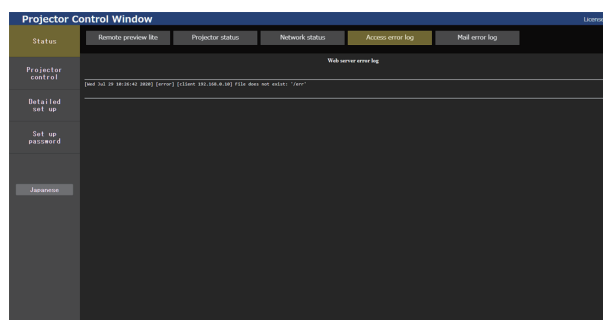 Projector Control Window
License
Status
Remote preview lite
Projector status
Network status
Access error log
Mail error log
Projector
control
Detailed
set up
Set up
password
Japanese
Web server error log
[Wed Jul 29 10:26:42 2020] [error] [client 192.168.0.10] File does not exist: '/err'